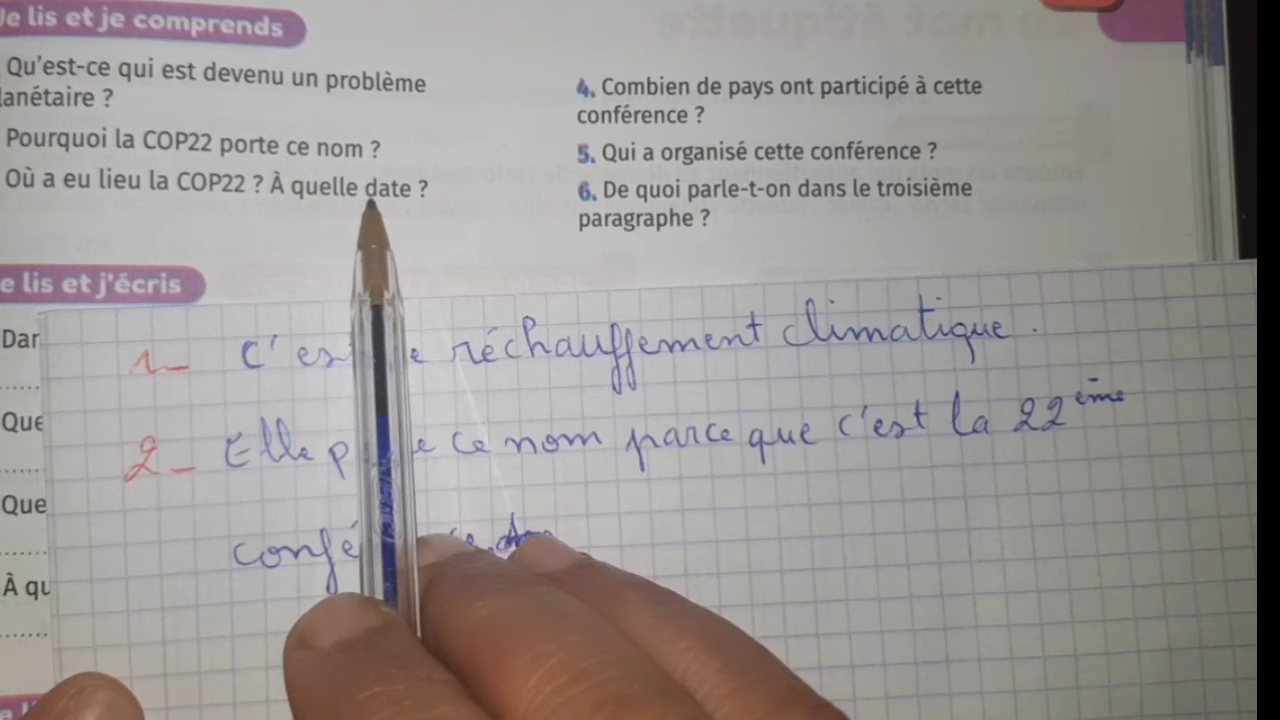 Je lis et je comprends
Qu'est-ce qui est devenu un problème
lanétaire ?
Pourquoi la COP22 porte ce nom ?
Où a eu lieu la COP22 ? À quelle date ?
4. Combien de pays ont participé à cette
conférence ?
5. Qui a organisé cette conférence ?
6. De quoi parle-t-on dans le troisième
paragraphe ?
e lis et j'écris
Dar
Que
Que
À qu
1_ C'es e réchauffement climatique.
2_ Elle p e ce nom parce que c'est la 22ème
confé